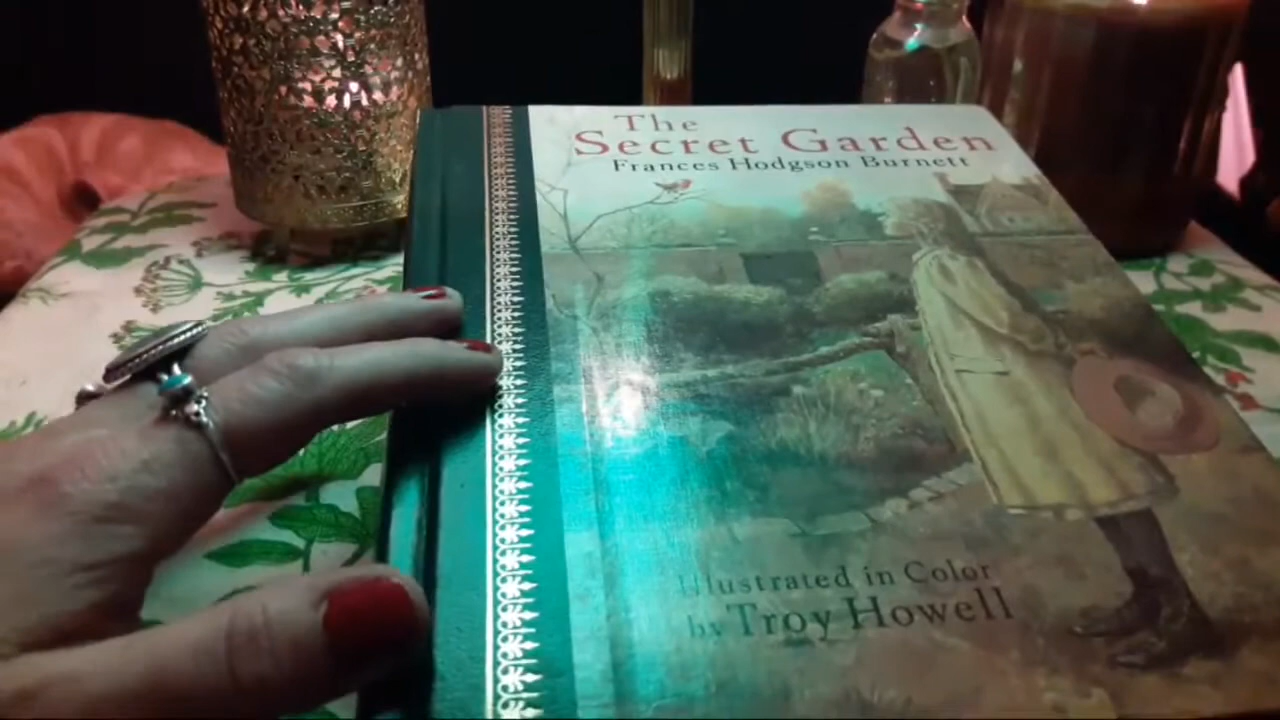 The
Secret Garden
Frances Hodgson Burnett
Illustrated in Color
by Troy Howell